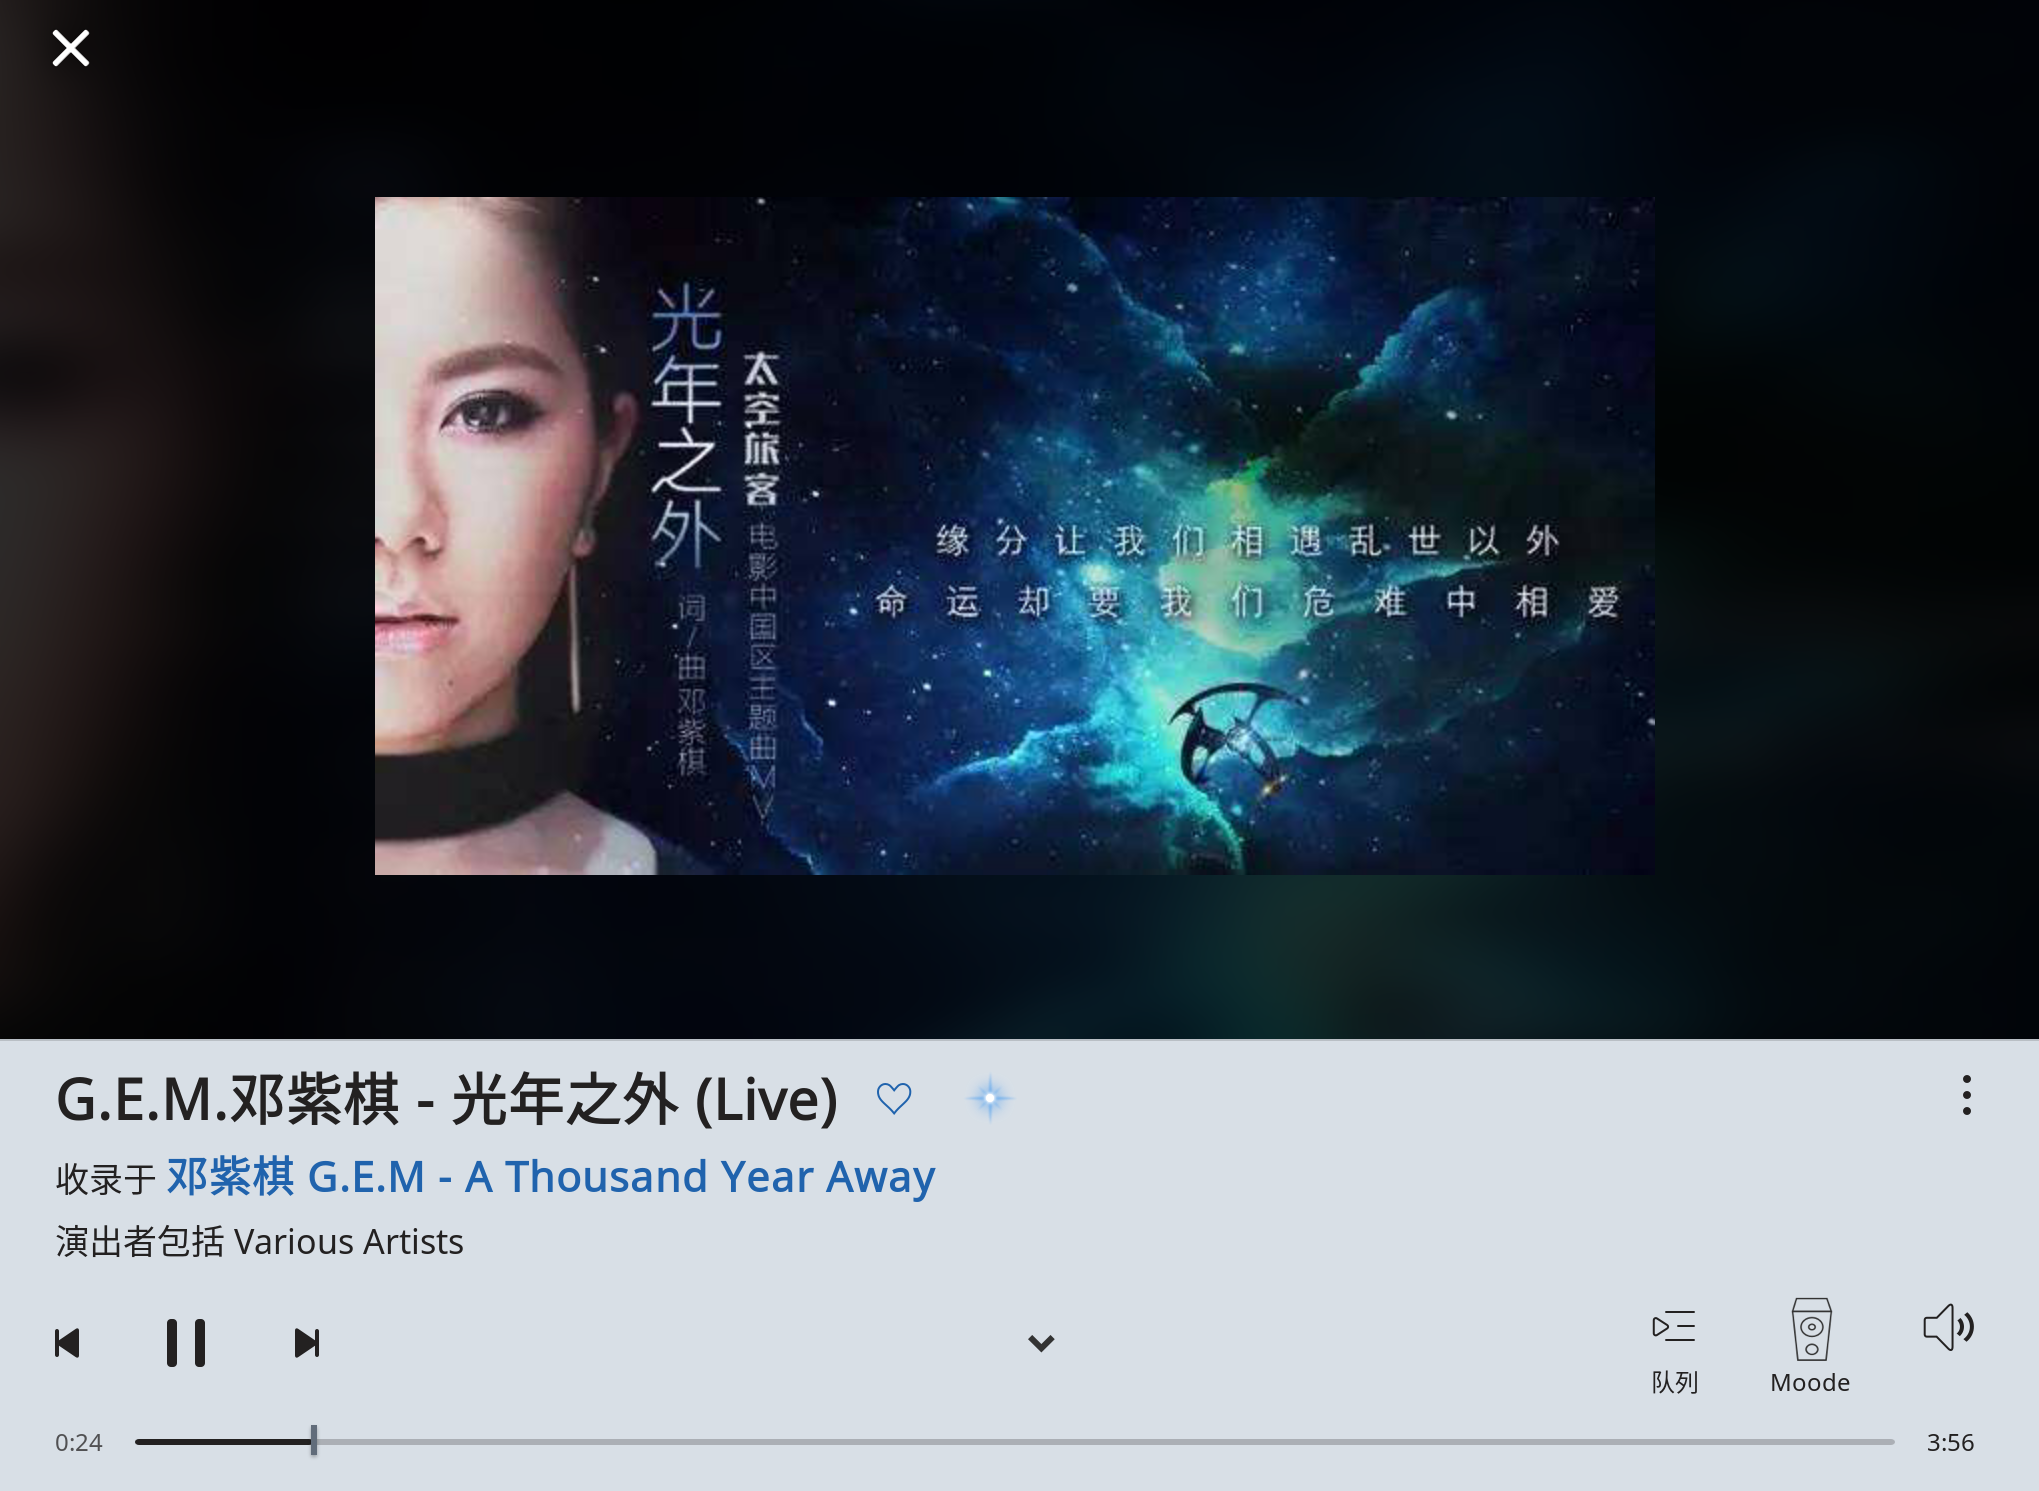 光年之外
词/曲邓紫棋
太空旅客
电影中国区主题曲MV
缘分让我们相遇乱世以外
命运却要我们危难中相爱
G.E.M.邓紫棋 - 光年之外 (Live)
收录于 邓紫棋 G.E.M - A Thousand Year Away
演出者包括 Various Artists
队列
Moode
0:24
3:56